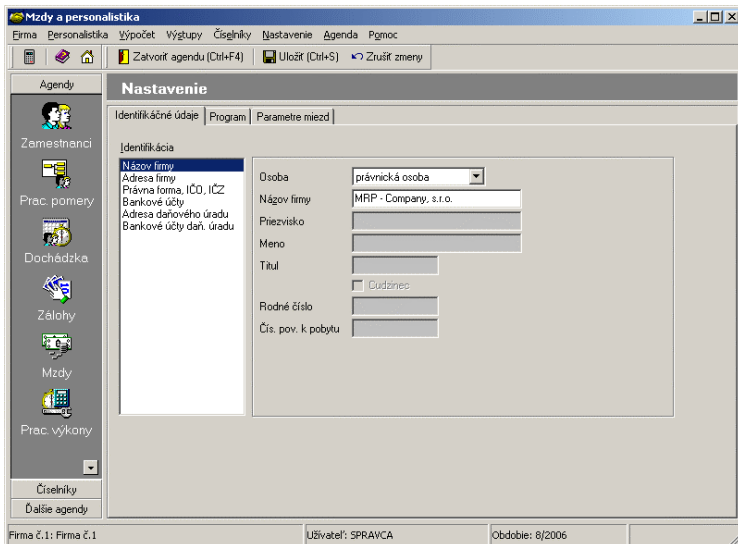 Mzdy a personalistika
Firma Personalistika Výpočet Výstupy Číselníky Nastavenie Agenda Pomoc
Zatvoriť agendu (Ctrl+F4) Uložiť (Ctrl+S) Zrušiť zmeny
Agendy
Nastavenie
Identifikačné údaje Program Parametre miezd
Zamestnanci
Prac. pomery
Dochádzka
Zálohy
Mzdy
Prac. výkony
Číselníky
Ďalšie agendy
Identifikácia
Názov firmy
Adresa firmy
Právna forma, IČO, IČZ
Bankové účty
Adresa daňového úradu
Bankové účty daň. úradu
Osoba právnická osoba
Názov firmy MRP - Company, s.r.o.
Priezvisko
Meno
Titul
Cudzinec
Rodné číslo
Čís. pov. k pobytu
Firma č.1: Firma č.1 Užívateľ: SPRAVCA Obdobie: 8/2006